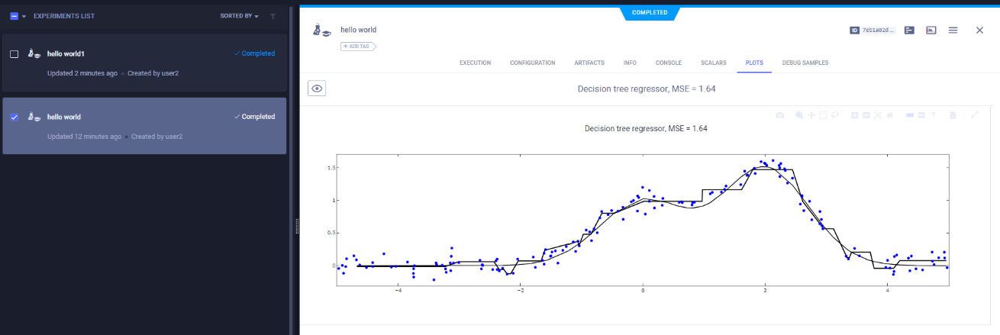 EXPERIMENTS LIST
SORTED BY
hello world1
Completed
Updated 2 minutes ago
Created by user2
hello world
Completed
Updated 12 minutes ago
Created by user2
COMPLETED
hello world
ID 7eb1a02d...
+ ADD TAG
EXECUTION CONFIGURATION ARTIFACTS INFO CONSOLE SCALARS PLOTS DEBUG SAMPLES
Decision tree regressor, MSE = 1.64
Decision tree regressor, MSE = 1.64
1.5
1
0.5
0
−4 −2 0 2 4